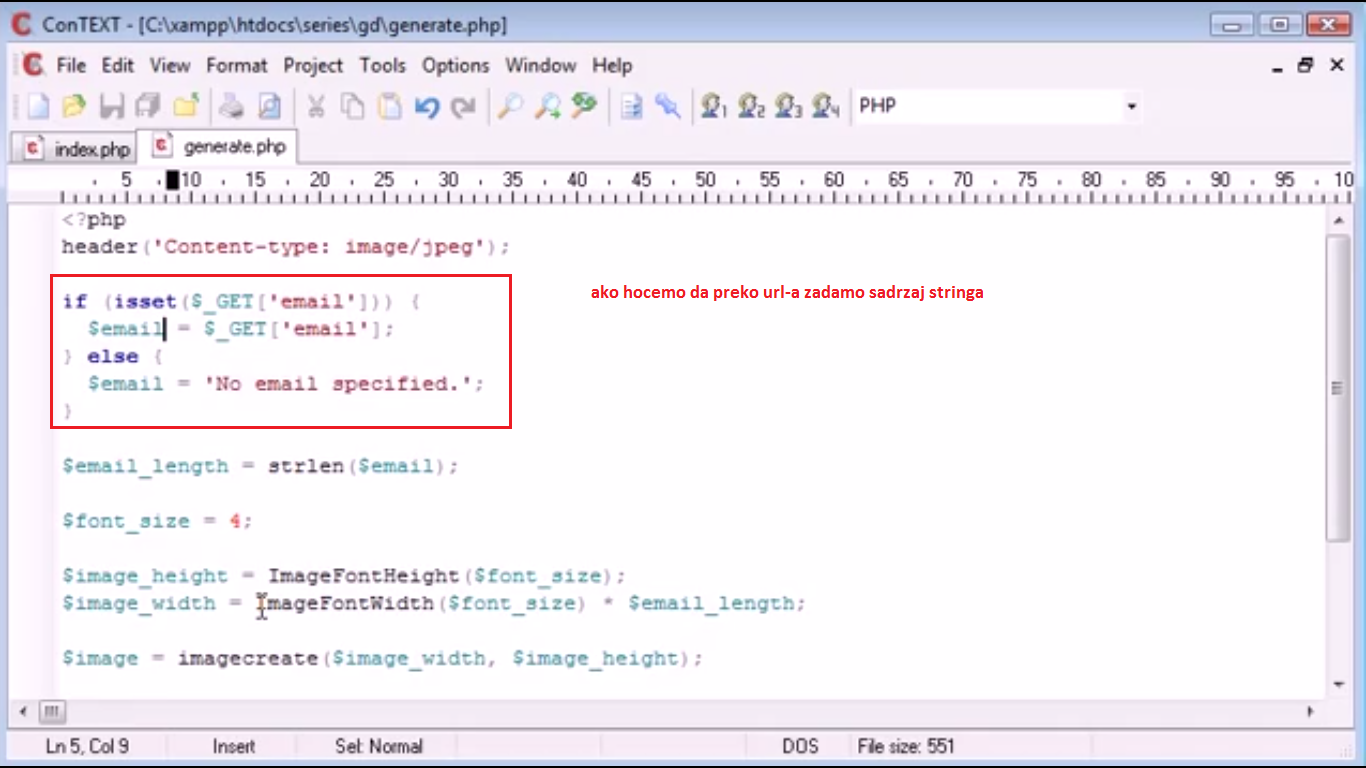 ConTEXT - [C:\xampp\htdocs\series\gd\generate.php]
File Edit View Format Project Tools Options Window Help
1 2 3 4 PHP
index.php generate.php
5 10 15 20 25 30 35 40 45 50 55 60 65 70 75 80 85 90 95 10
<?php
header('Content-type: image/jpeg');
if (isset($_GET['email'])) {
ako hocemo da preko url-a zadamo sadrzaj stringa
$email = $_GET['email'];
} else {
$email = 'No email specified.';
}
$email_length = strlen($email);
$font_size = 4;
$image_height = ImageFontHeight($font_size);
$image_width = ImageFontWidth($font_size) * $email_length;
$image = imagecreate($image_width, $image_height);
Ln 5, Col 9 Insert Sel: Normal DOS File size: 551